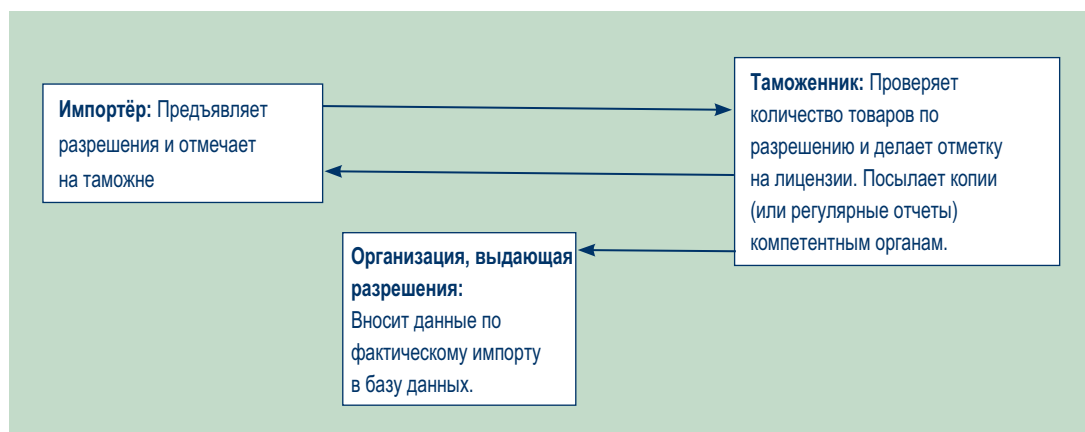 Импортёр: Предъявляет
разрешения и отмечает
на таможне
Таможенник: Проверяет
количество товаров по
разрешению и делает отметку
на лицензии. Посылает копии
(или регулярные отчеты)
компетентным органам.
Организация, выдающая
разрешения:
Вносит данные по
фактическому импорту
в базу данных.